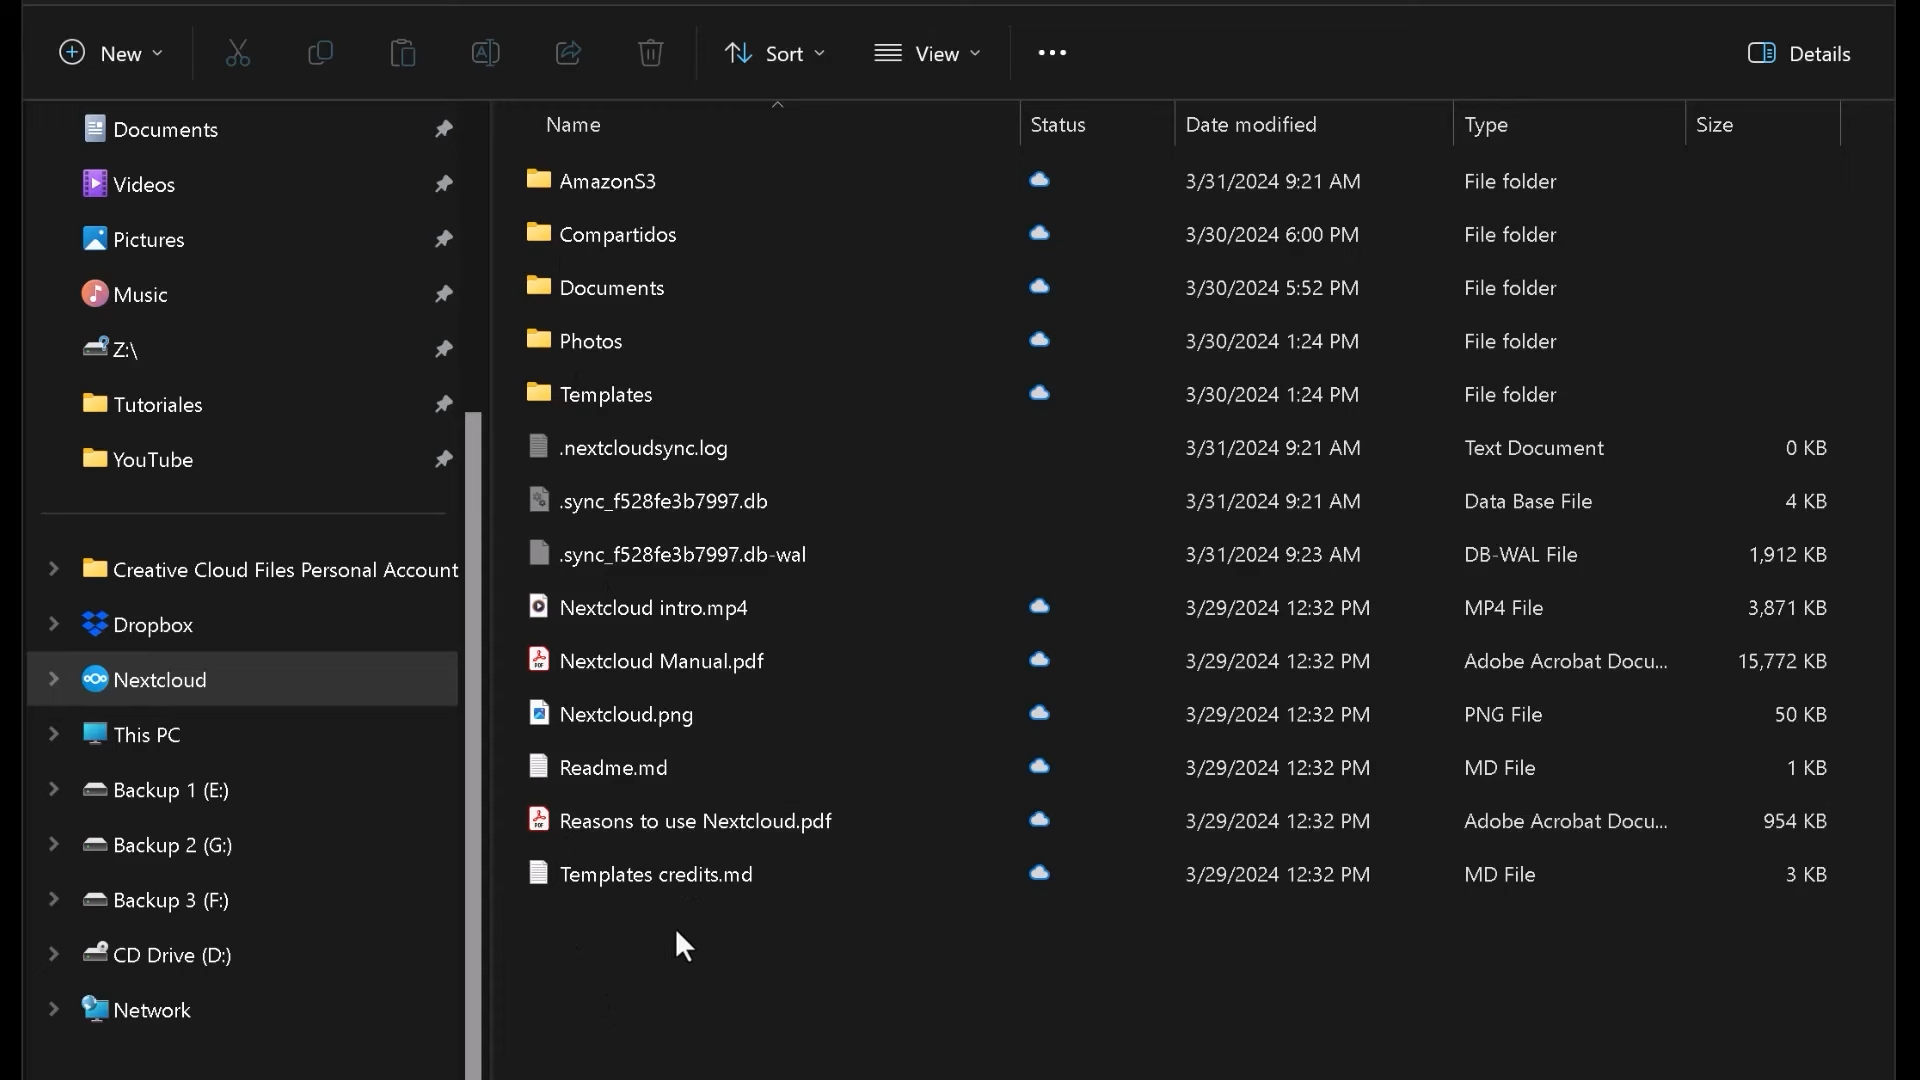 New
Sort
View
Details
Documents
Videos
Pictures
Music
Z:\
Tutoriales
YouTube
Creative Cloud Files Personal Account
Dropbox
Nextcloud
This PC
Backup 1 (E:)
Backup 2 (G:)
Backup 3 (F:)
CD Drive (D:)
Network
Name Status Date modified Type Size
AmazonS3 3/31/2024 9:21 AM File folder
Compartidos 3/30/2024 6:00 PM File folder
Documents 3/30/2024 5:52 PM File folder
Photos 3/30/2024 1:24 PM File folder
Templates 3/30/2024 1:24 PM File folder
.nextcloudsync.log 3/31/2024 9:21 AM Text Document 0 KB
.sync_f528fe3b7997.db 3/31/2024 9:21 AM Data Base File 4 KB
.sync_f528fe3b7997.db-wal 3/31/2024 9:23 AM DB-WAL File 1,912 KB
Nextcloud intro.mp4 3/29/2024 12:32 PM MP4 File 3,871 KB
Nextcloud Manual.pdf 3/29/2024 12:32 PM Adobe Acrobat Docu... 15,772 KB
Nextcloud.png 3/29/2024 12:32 PM PNG File 50 KB
Readme.md 3/29/2024 12:32 PM MD File 1 KB
Reasons to use Nextcloud.pdf 3/29/2024 12:32 PM Adobe Acrobat Docu... 954 KB
Templates credits.md 3/29/2024 12:32 PM MD File 3 KB